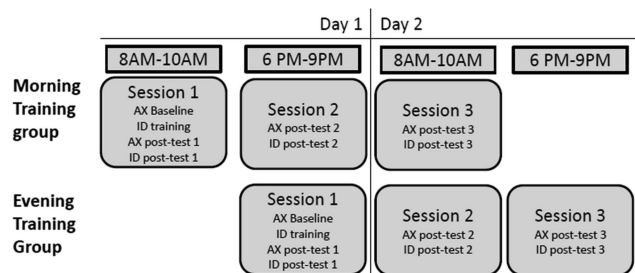 Day 1 Day 2
8AM-10AM 6 PM-9PM 8AM-10AM 6 PM-9PM
Morning
Training
group
Session 1
AX Baseline
ID training
AX post-test 1
ID post-test 1
Session 2
AX post-test 2
ID post-test 2
Session 3
AX post-test 3
ID post-test 3
Evening
Training
Group
Session 1
AX Baseline
ID training
AX post-test 1
ID post-test 1
Session 2
AX post-test 2
ID post-test 2
Session 3
AX post-test 3
ID post-test 3